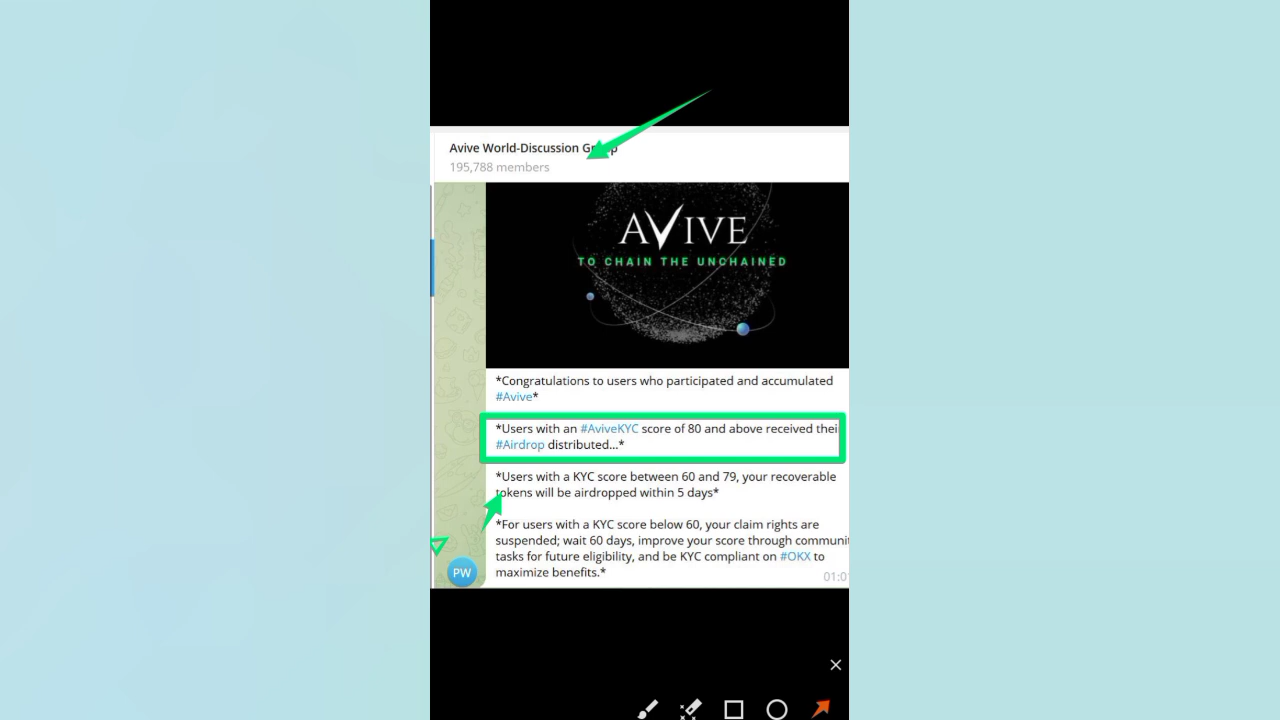 Avive World-Discussion Gr
195,788 members
AVIVE
TO CHAIN THE UNCHAINED
*Congratulations to users who participated and accumulated
#Avive*
*Users with an #AviveKYC score of 80 and above received thei
#Airdrop distributed...*
*Users with a KYC score between 60 and 79, your recoverable
tokens will be airdropped within 5 days*
*For users with a KYC score below 60, your claim rights are
suspended; wait 60 days, improve your score through communit
tasks for future eligibility, and be KYC compliant on #OKX to
maximize benefits.*
PW